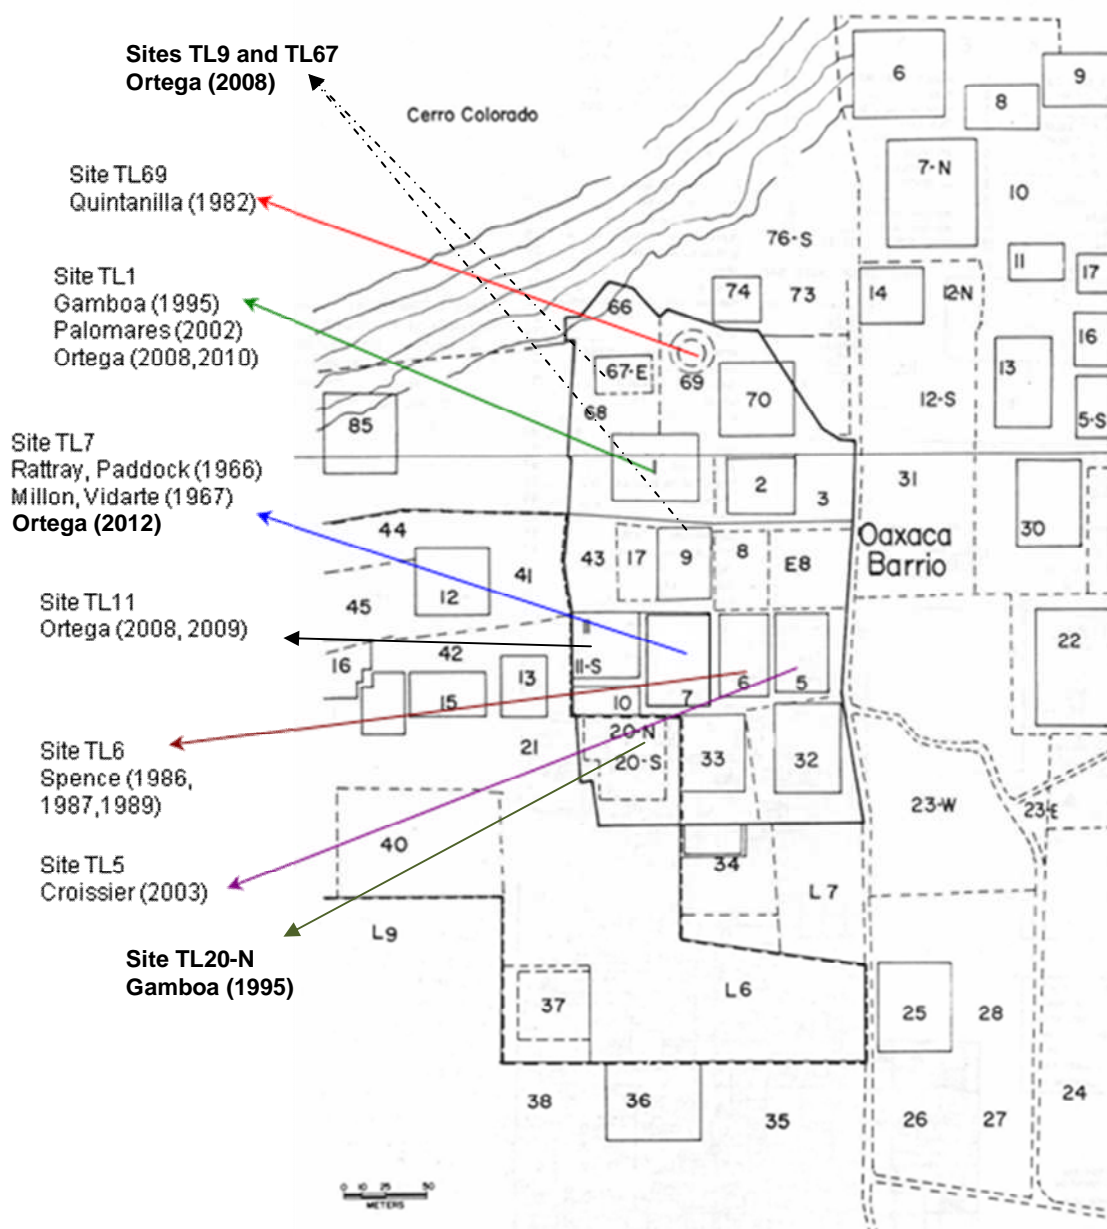 Sites TL9 and TL67
Ortega (2008)
Cerro Colorado
Site TL69
Quintanilla (1982)
Site TL1
Gamboa (1995)
Palomares (2002)
Ortega (2008,2010)
Site TL7
Rattray, Paddock (1966)
Millon, Vidarte (1967)
Ortega (2012)
Site TL11
Ortega (2008, 2009)
Site TL6
Spence (1986,
1987,1989)
Site TL5
Croissier (2003)
Site TL20-N
Gamboa (1995)
6
9
8
7-N
10
76-S
11
17
74
73
14
12-N
66
16
67-E
69
13
70
12-S
68
5-S
85
1
2
3
31
30
44
Oaxaca
Barrio
43
17
9
8
E8
41
12
45
11
22
42
16
11-S
13
15
10
7
6
5
20-N
21
20-S
33
32
23-W
23-E
40
34
L7
L9
L6
37
25
28
24
38
36
35
26
27
0 10 25 50
METERS